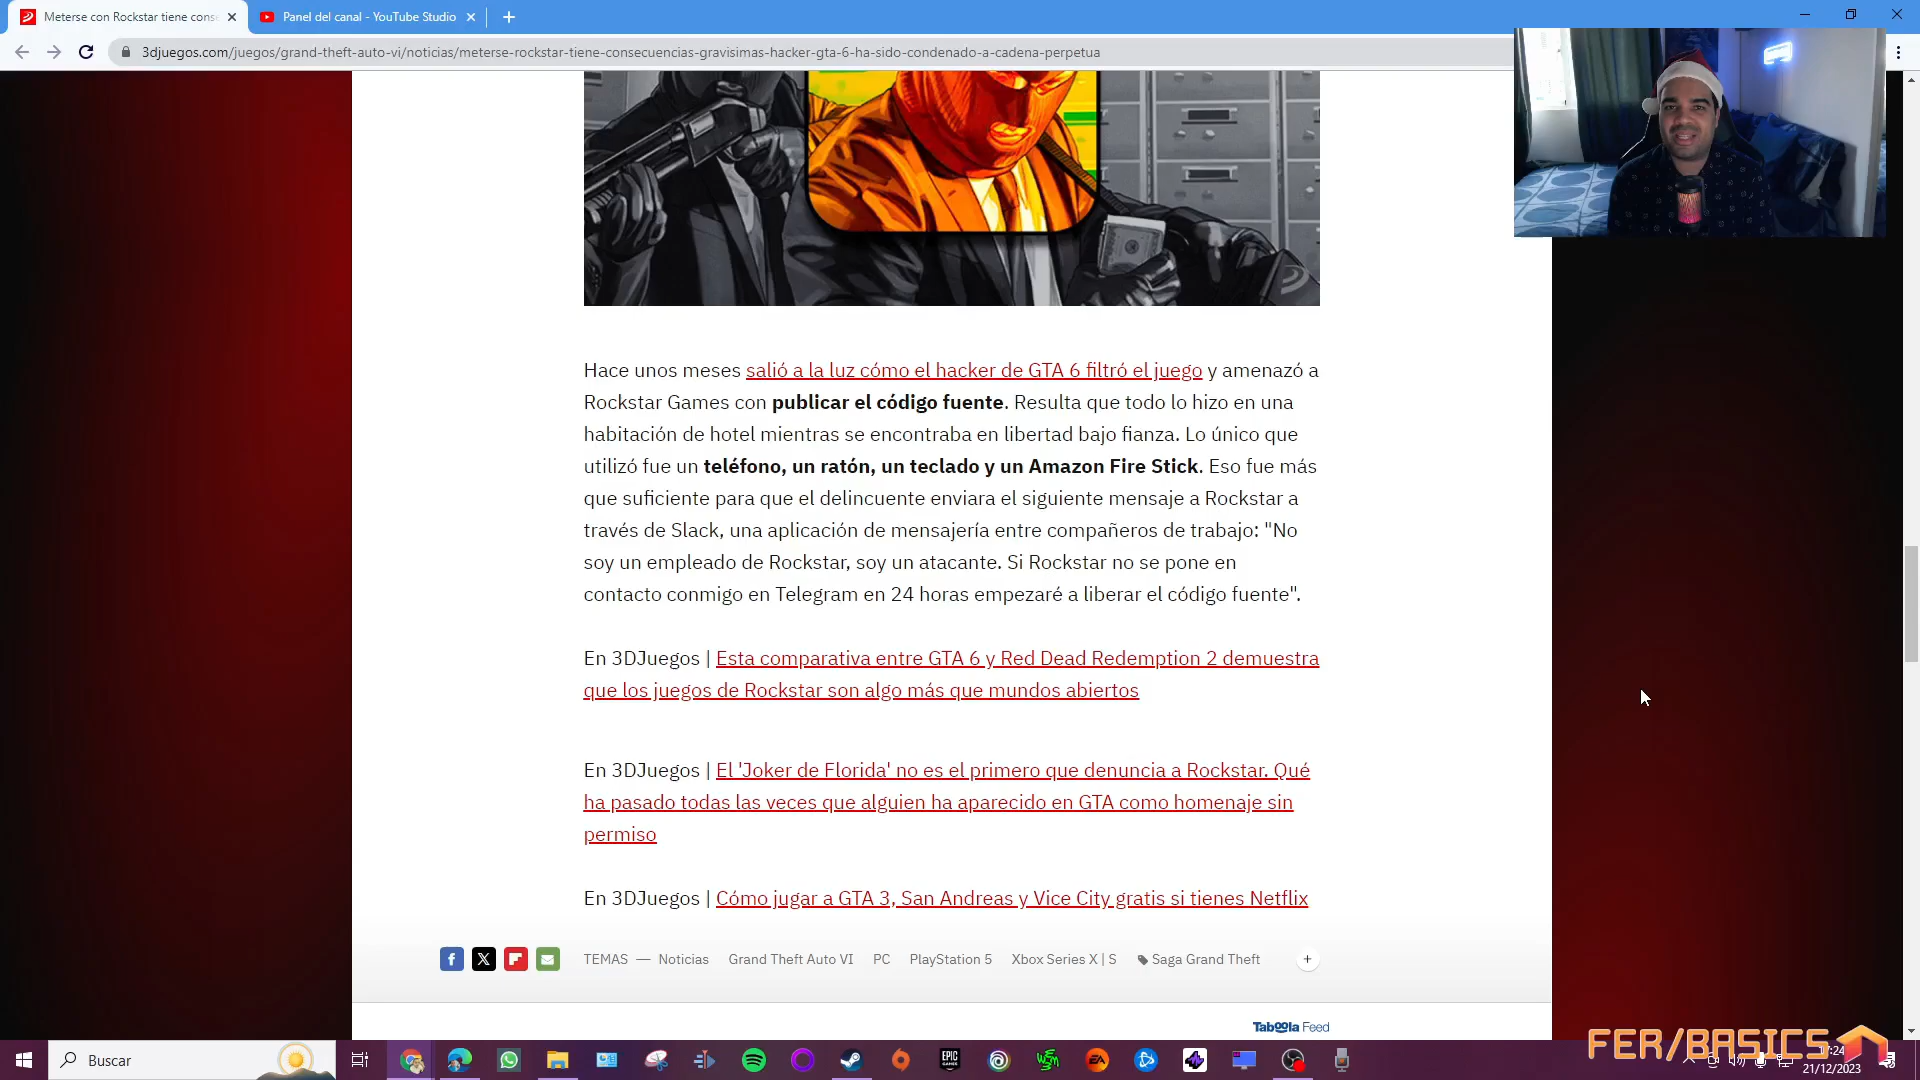 Meterse con Rockstar tiene cons
Panel del canal - YouTube Studio
3djuegos.com/juegos/grand-theft-auto-vi/noticias/meterse-rockstar-tiene-consecuencias-gravisimas-hacker-gta-6-ha-sido-condenado-a-cadena-perpetua
Hace unos meses salió a la luz cómo el hacker de GTA 6 filtró el juego y amenazó a
Rockstar Games con publicar el código fuente. Resulta que todo lo hizo en una
habitación de hotel mientras se encontraba en libertad bajo fianza. Lo único que
utilizó fue un teléfono, un ratón, un teclado y un Amazon Fire Stick. Eso fue más
que suficiente para que el delincuente enviara el siguiente mensaje a Rockstar a
través de Slack, una aplicación de mensajería entre compañeros de trabajo: "No
soy un empleado de Rockstar, soy un atacante. Si Rockstar no se pone en
contacto conmigo en Telegram en 24 horas empezaré a liberar el código fuente".
En 3DJuegos | Esta comparativa entre GTA 6 y Red Dead Redemption 2 demuestra
que los juegos de Rockstar son algo más que mundos abiertos
En 3DJuegos | El 'Joker de Florida' no es el primero que denuncia a Rockstar. Qué
ha pasado todas las veces que alguien ha aparecido en GTA como homenaje sin
permiso
En 3DJuegos | Cómo jugar a GTA 3, San Andreas y Vice City gratis si tienes Netflix
TEMAS — Noticias Grand Theft Auto VI PC PlayStation 5 Xbox Series X | S Saga Grand Theft +
Taboola Feed
FER/BASICS
Buscar
EPIC GAMES
EA
:24
21/12/2023